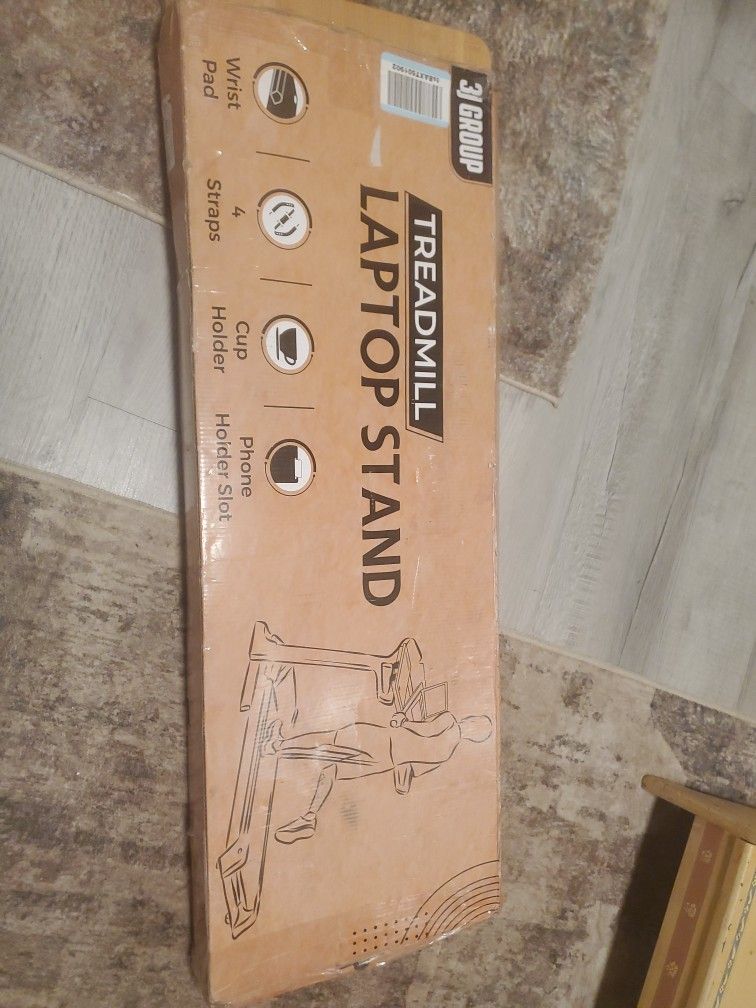 3J GROUP
TREADMILL
LAPTOP STAND
Wrist
Pad
4
Straps
Cup
Holder
Phone
Holder Slot